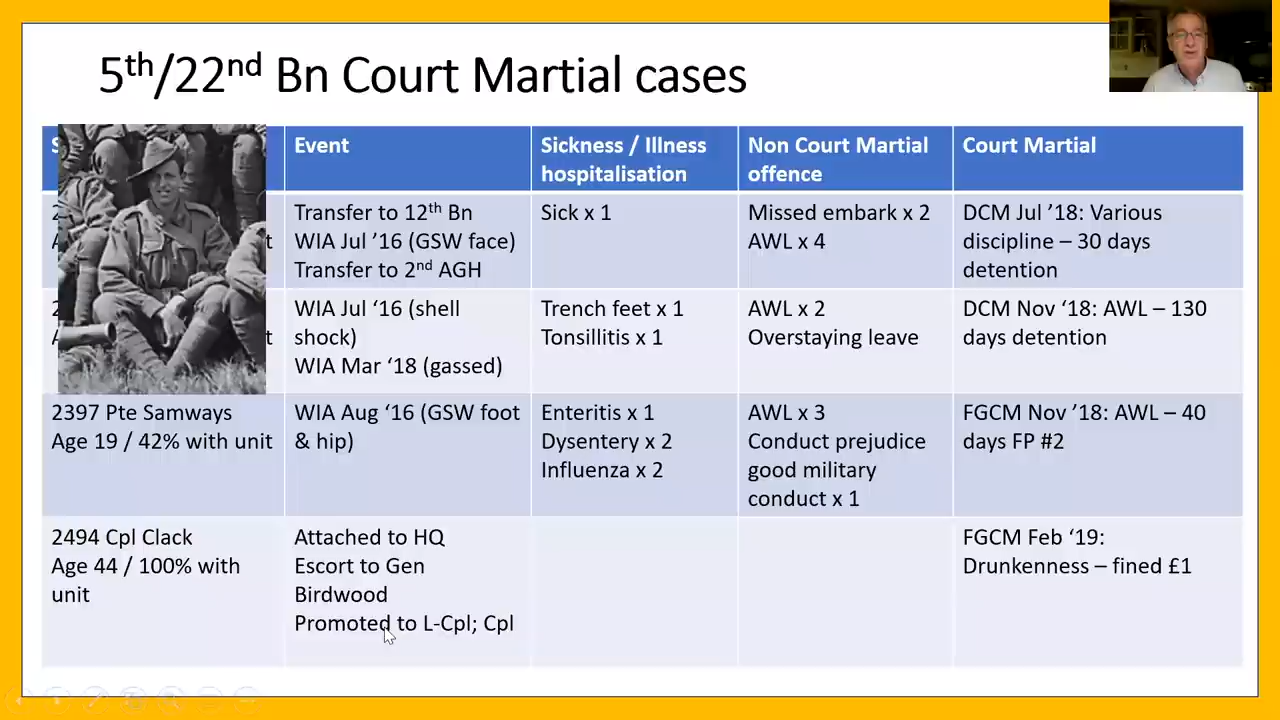 5th/22nd Bn Court Martial cases
S
Event
Sickness / Illness
hospitalisation
Non Court Martial
offence
Court Martial
2
t
Transfer to 12th Bn
WIA Jul '16 (GSW face)
Transfer to 2nd AGH
Sick x 1
Missed embark x 2
AWL x 4
DCM Jul ’18: Various
discipline – 30 days
detention
2
t
WIA Jul ‘16 (shell
shock)
WIA Mar ‘18 (gassed)
Trench feet x 1
Tonsillitis x 1
AWL x 2
Overstaying leave
DCM Nov ‘18: AWL – 130
days detention
2397 Pte Samways
Age 19 / 42% with unit
WIA Aug ‘16 (GSW foot
& hip)
Enteritis x 1
Dysentery x 2
Influenza x 2
AWL x 3
Conduct prejudice
good military
conduct x 1
FGCM Nov ’18: AWL – 40
days FP #2
2494 Cpl Clack
Age 44 / 100% with
unit
Attached to HQ
Escort to Gen
Birdwood
Promoted to L-Cpl; Cpl
FGCM Feb ‘19:
Drunkenness – fined £1